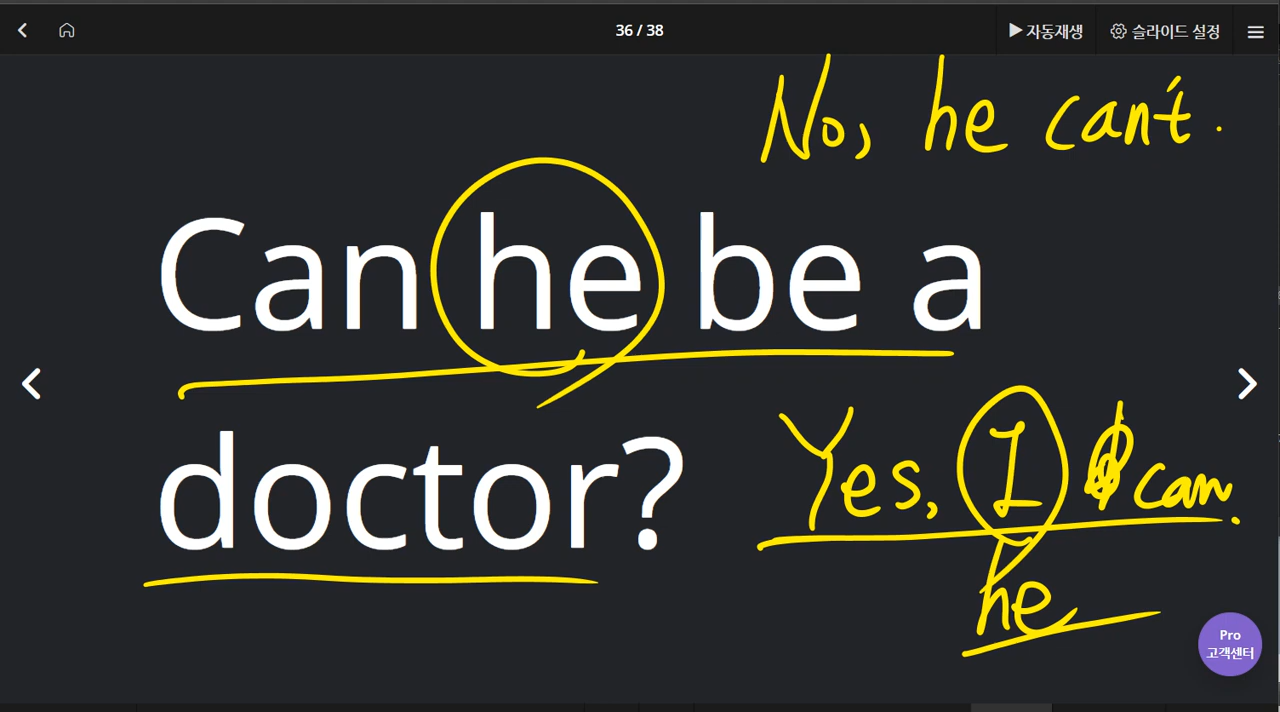 36 / 38
▶ 자동재생
슬라이드 설정
No, he can't.
Can he be a
doctor?
Yes, I can.
he
Pro
고객센터